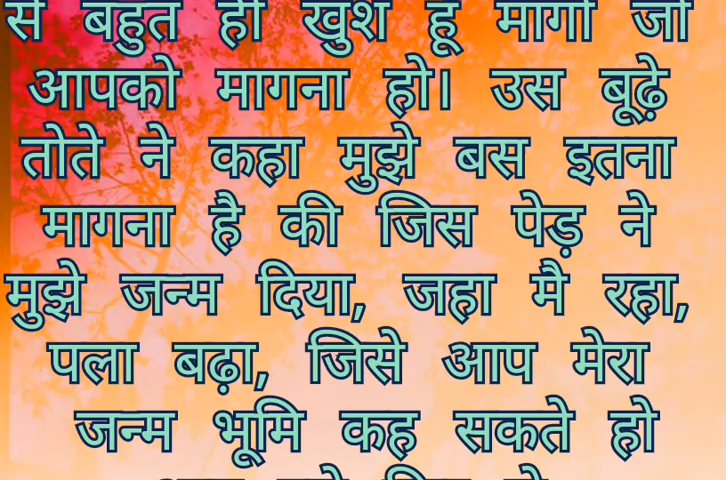 से बहुत ही खुश हूँ मांगो जो
आपको मागना हो। उस बूढ़े
तोते ने कहा मुझे बस इतना
मागना है की जिस पेड़ ने
मुझे जन्म दिया, जहा मै रहा,
पला बढ़ा, जिसे आप मेरा
जन्म भूमि कह सकते हो